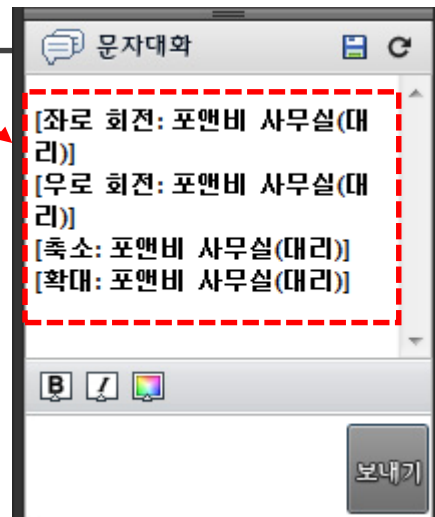 문자대화
[좌로 회전: 포앤비 사무실(대
리)]
[우로 회전: 포앤비 사무실(대
리)]
[축소: 포앤비 사무실(대리)]
[확대: 포앤비 사무실(대리)]
B I
보내기